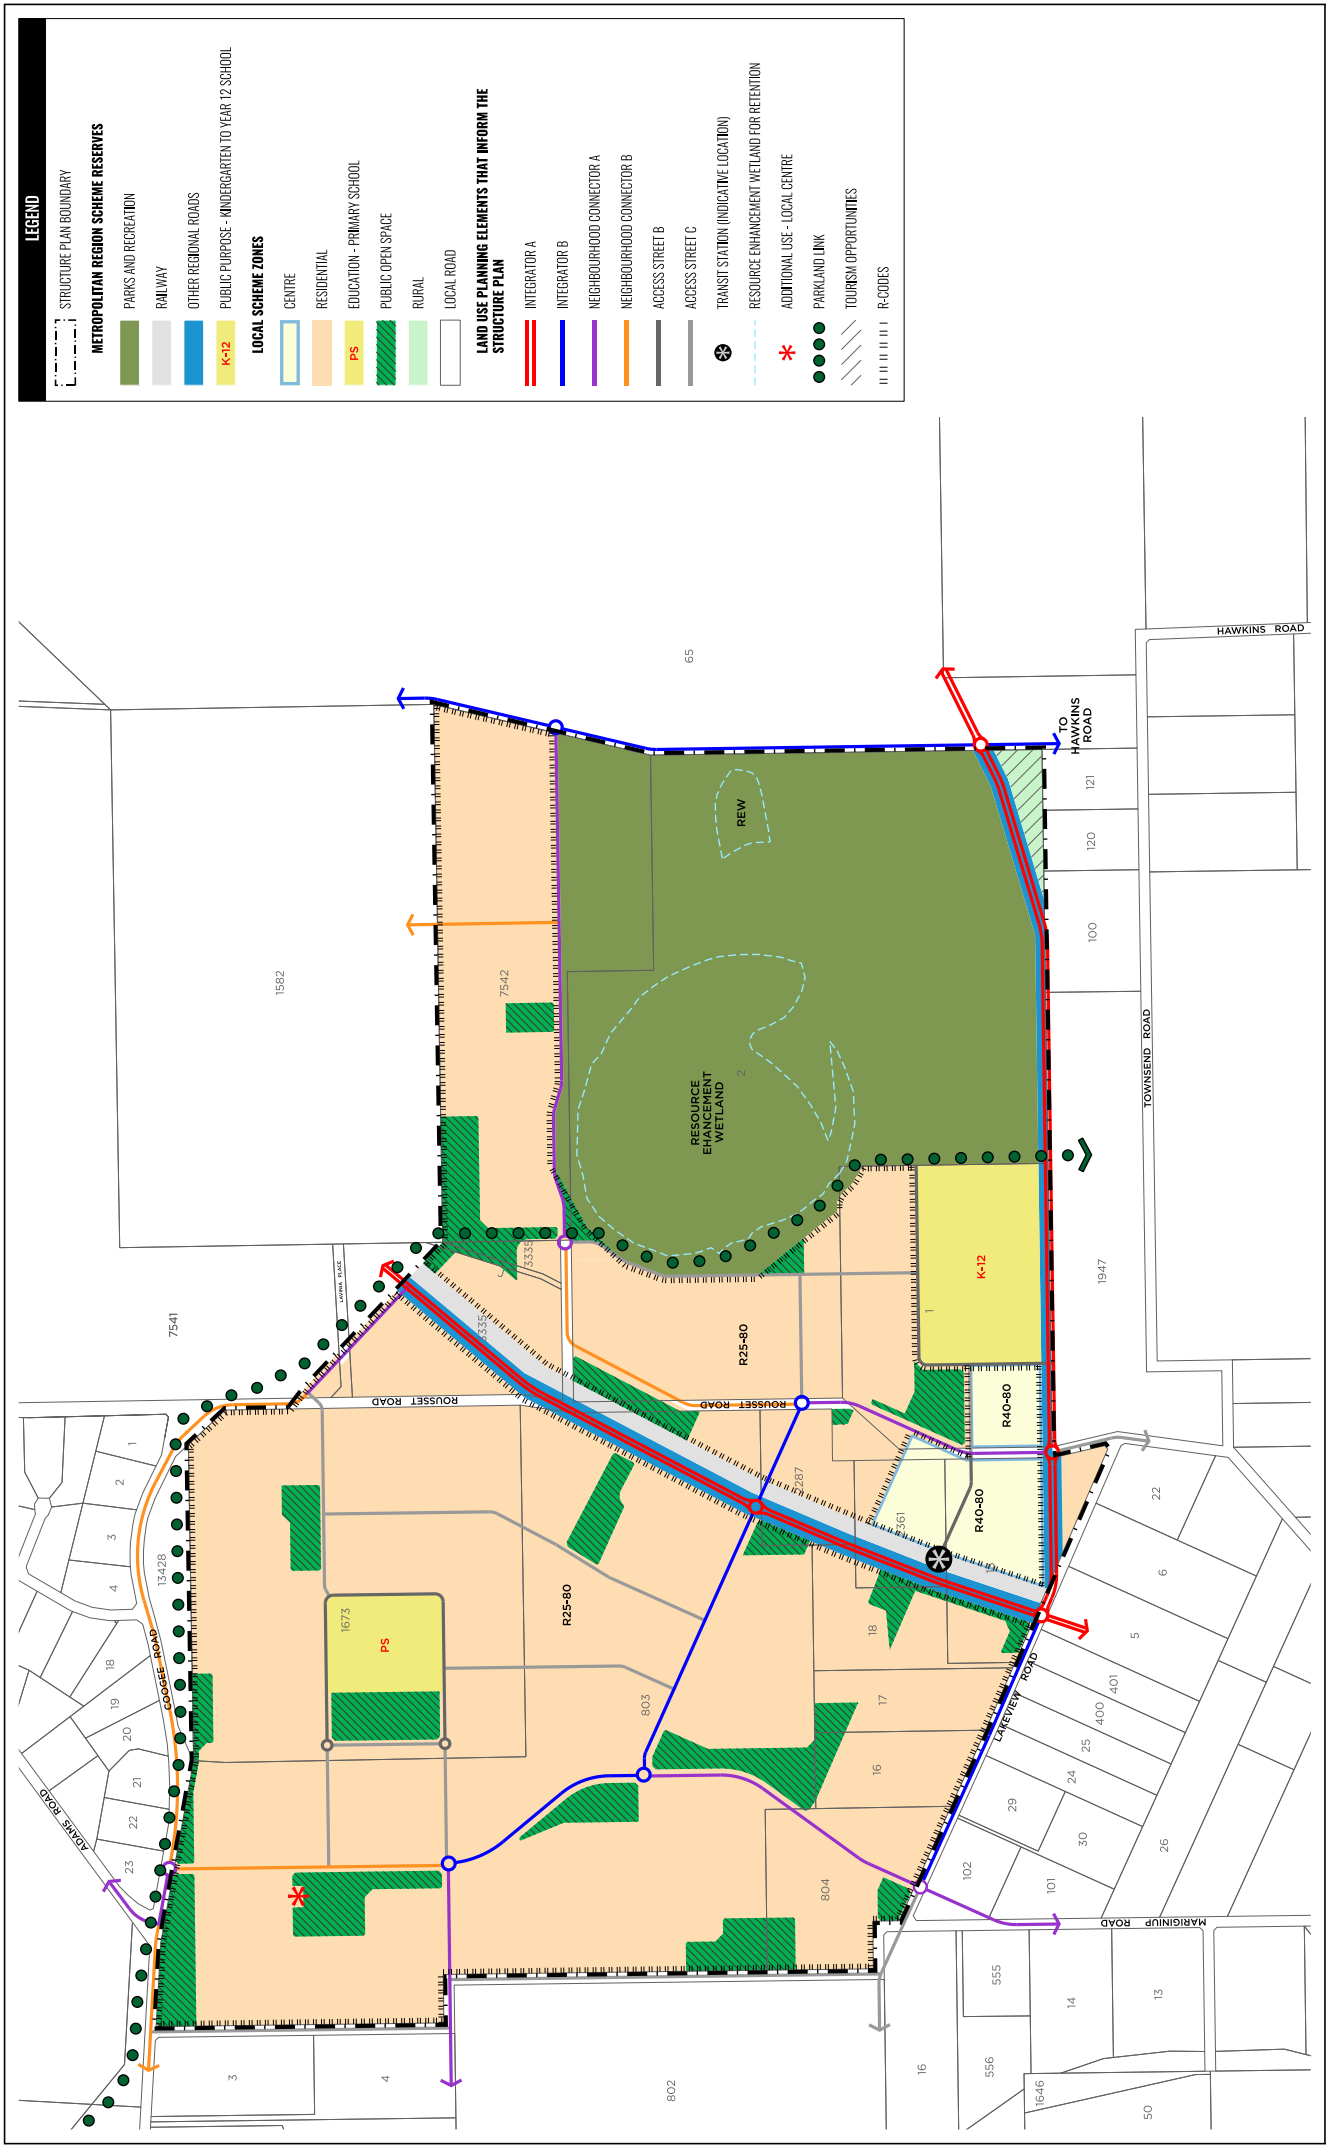 LEGEND
STRUCTURE PLAN BOUNDARY
METROPOLITAN REGION SCHEME RESERVES
PARKS AND RECREATION
RAILWAY
OTHER REGIONAL ROADS
K-12
PUBLIC PURPOSE - KINDERGARTEN TO YEAR 12 SCHOOL
LOCAL SCHEME ZONES
CENTRE
RESIDENTIAL
PS
EDUCATION - PRIMARY SCHOOL
PUBLIC OPEN SPACE
RURAL
LOCAL ROAD
LAND USE PLANNING ELEMENTS THAT INFORM THE
STRUCTURE PLAN
INTEGRATOR A
INTEGRATOR B
NEIGHBOURHOOD CONNECTOR A
NEIGHBOURHOOD CONNECTOR B
ACCESS STREET B
ACCESS STREET C
TRANSIT STATION (INDICATIVE LOCATION)
RESOURCE ENHANCEMENT WETLAND FOR RETENTION
ADDITIONAL USE - LOCAL CENTRE
PARKLAND LINK
TOURISM OPPORTUNITIES
R-CODES
65
HAWKINS ROAD
TO
HAWKINS
ROAD
121
120
100
REW
1582
7542
RESOURCE
EHANCEMENT
WETLAND
2
TOWNSEND ROAD
1947
7541
LAVINIA PLACE
3335
3335
K-12
1
R25-80
ROUSSET ROAD
ROUSSET ROAD
R40-80
R40-80
2287
1361
1
2
3
4
13428
COOGEE ROAD
18
19
20
21
22
23
ADAMS ROAD
1673
PS
R25-80
803
18
17
16
804
LAKEVIEW ROAD
22
6
5
401
400
25
24
29
30
26
102
101
MARIGINIUP ROAD
3
4
802
16
555
556
14
13
1646
50